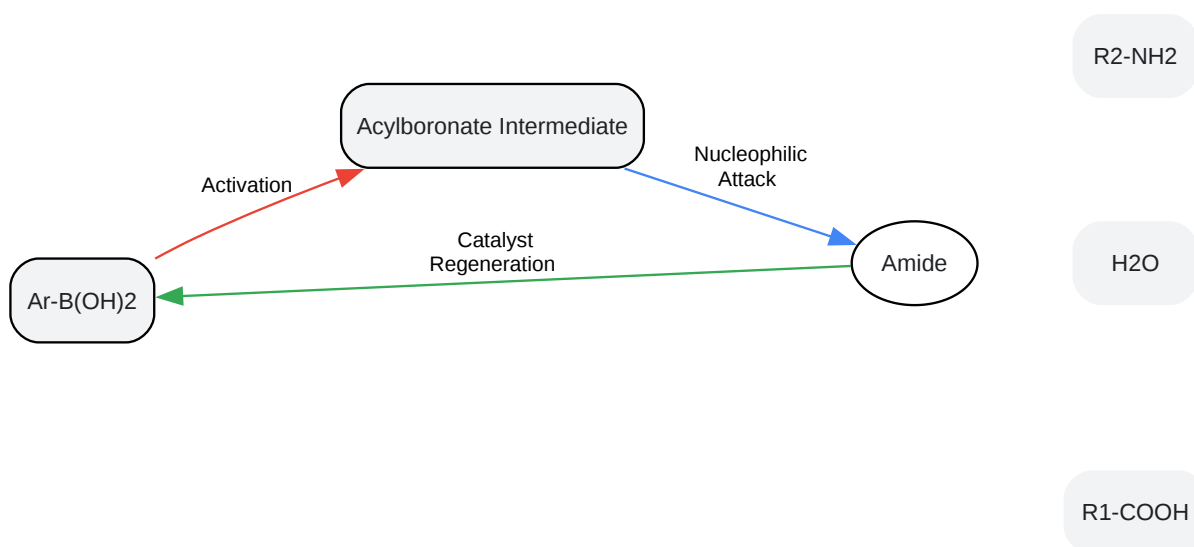 R2-NH2
Acylboronate Intermediate
Nucleophilic
Attack
Activation
Catalyst
Regeneration
Amide
H2O
Ar-B(OH)2
R1-COOH